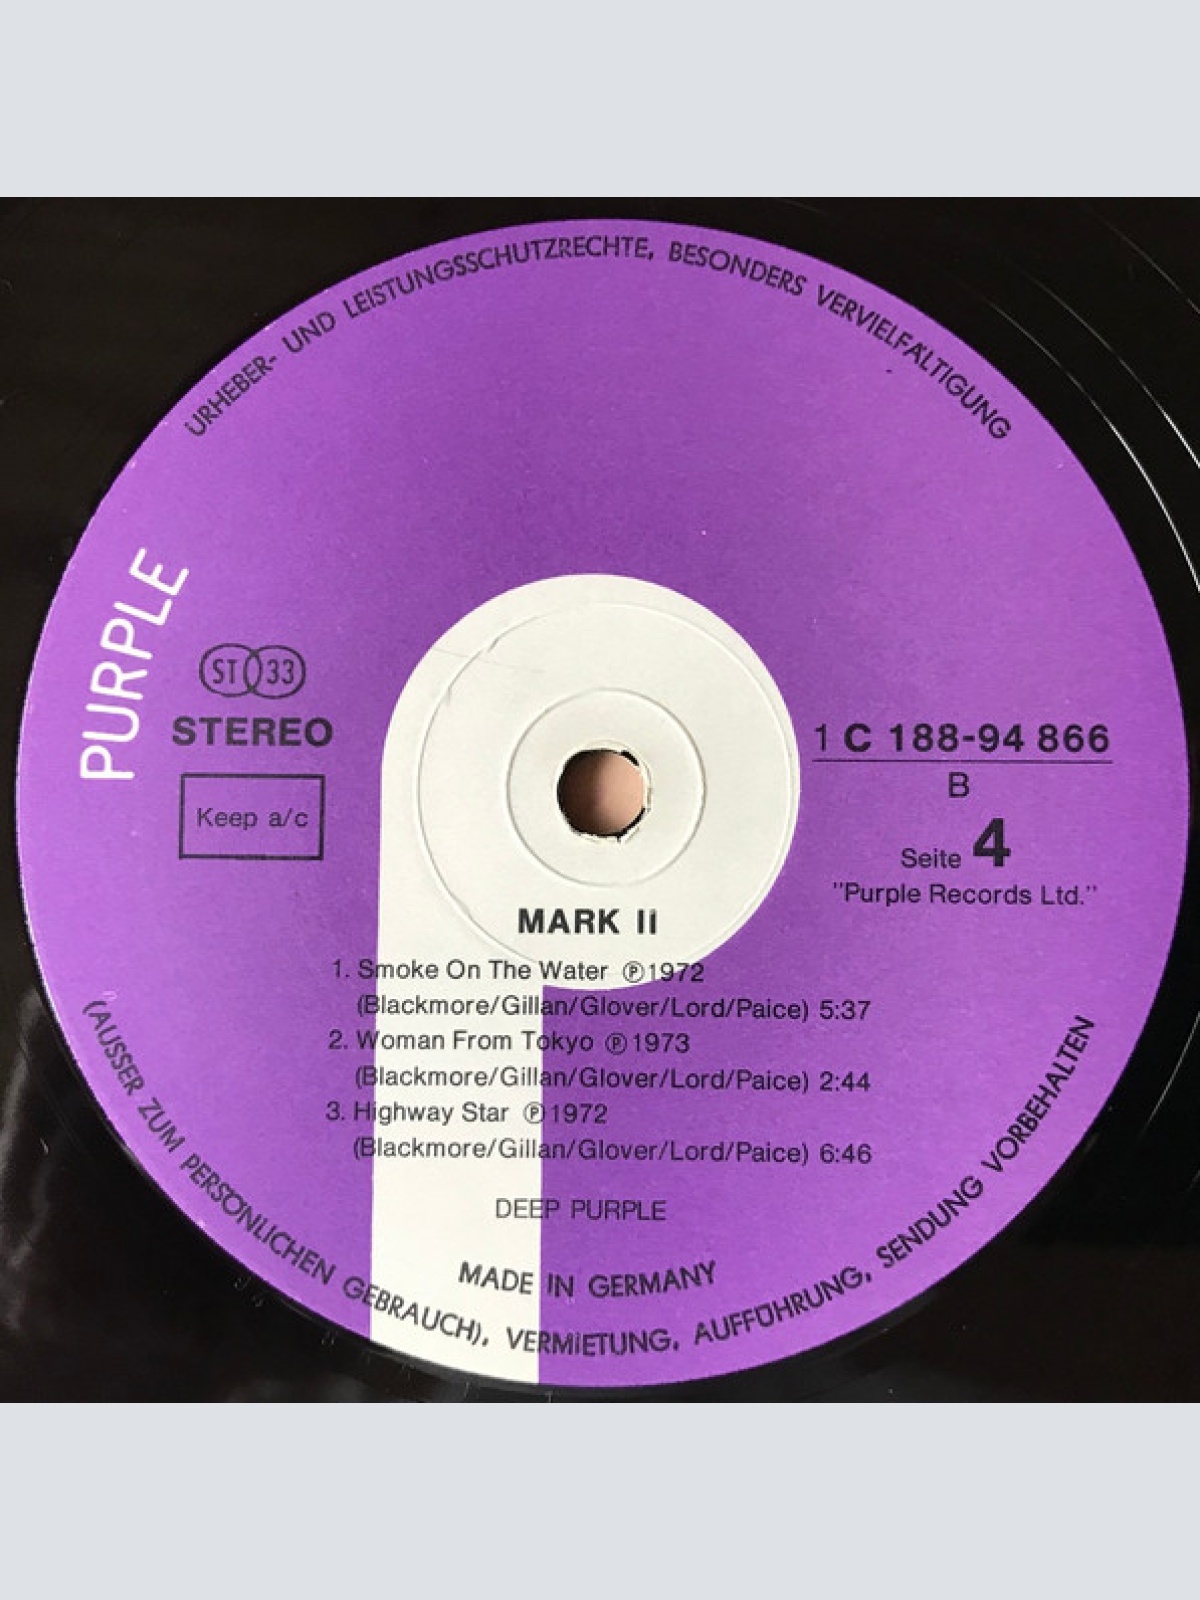 URHEBER- UND LEISTUNGSSCHUTZRECHTE, BESONDERS VERVIELFÄLTIGUNG
PURPLE
ST 33
STEREO
Keep a/c
1 C 188-94 866
B
Seite 4
"Purple Records Ltd."
MARK II
1. Smoke On The Water ℗1972
(Blackmore/Gillan/Glover/Lord/Paice) 5:37
2. Woman From Tokyo ℗1973
(Blackmore/Gillan/Glover/Lord/Paice) 2:44
3. Highway Star ℗1972
(Blackmore/Gillan/Glover/Lord/Paice) 6:46
DEEP PURPLE
MADE IN GERMANY
(AUSSER ZUM PERSÖNLICHEN GEBRAUCH), VERMIETUNG, AUFFÜHRUNG, SENDUNG VORBEHALTEN